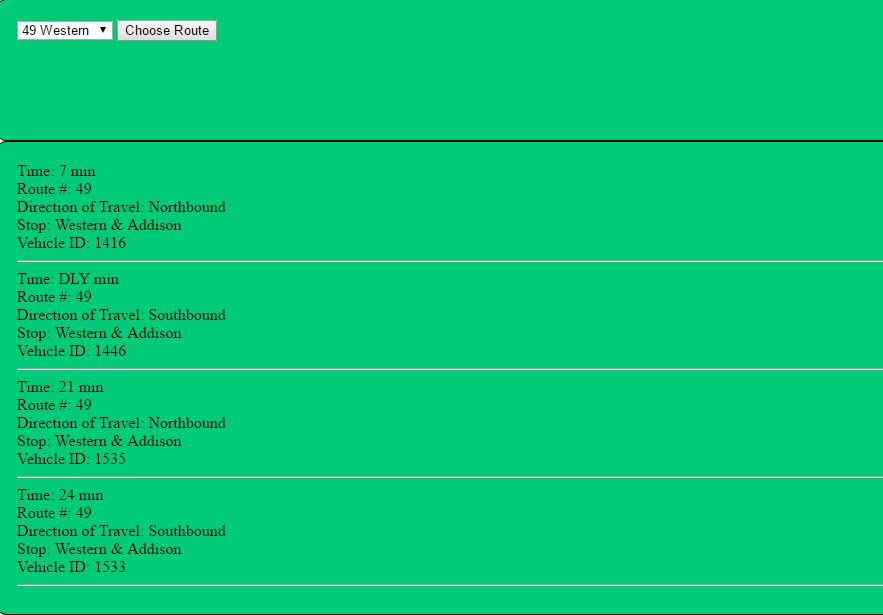 49 Western Choose Route
Time: 7 min
Route #: 49
Direction of Travel: Northbound
Stop: Western & Addison
Vehicle ID: 1416
Time: DLY min
Route #: 49
Direction of Travel: Southbound
Stop: Western & Addison
Vehicle ID: 1446
Time: 21 min
Route #: 49
Direction of Travel: Northbound
Stop: Western & Addison
Vehicle ID: 1535
Time: 24 min
Route #: 49
Direction of Travel: Southbound
Stop: Western & Addison
Vehicle ID: 1533